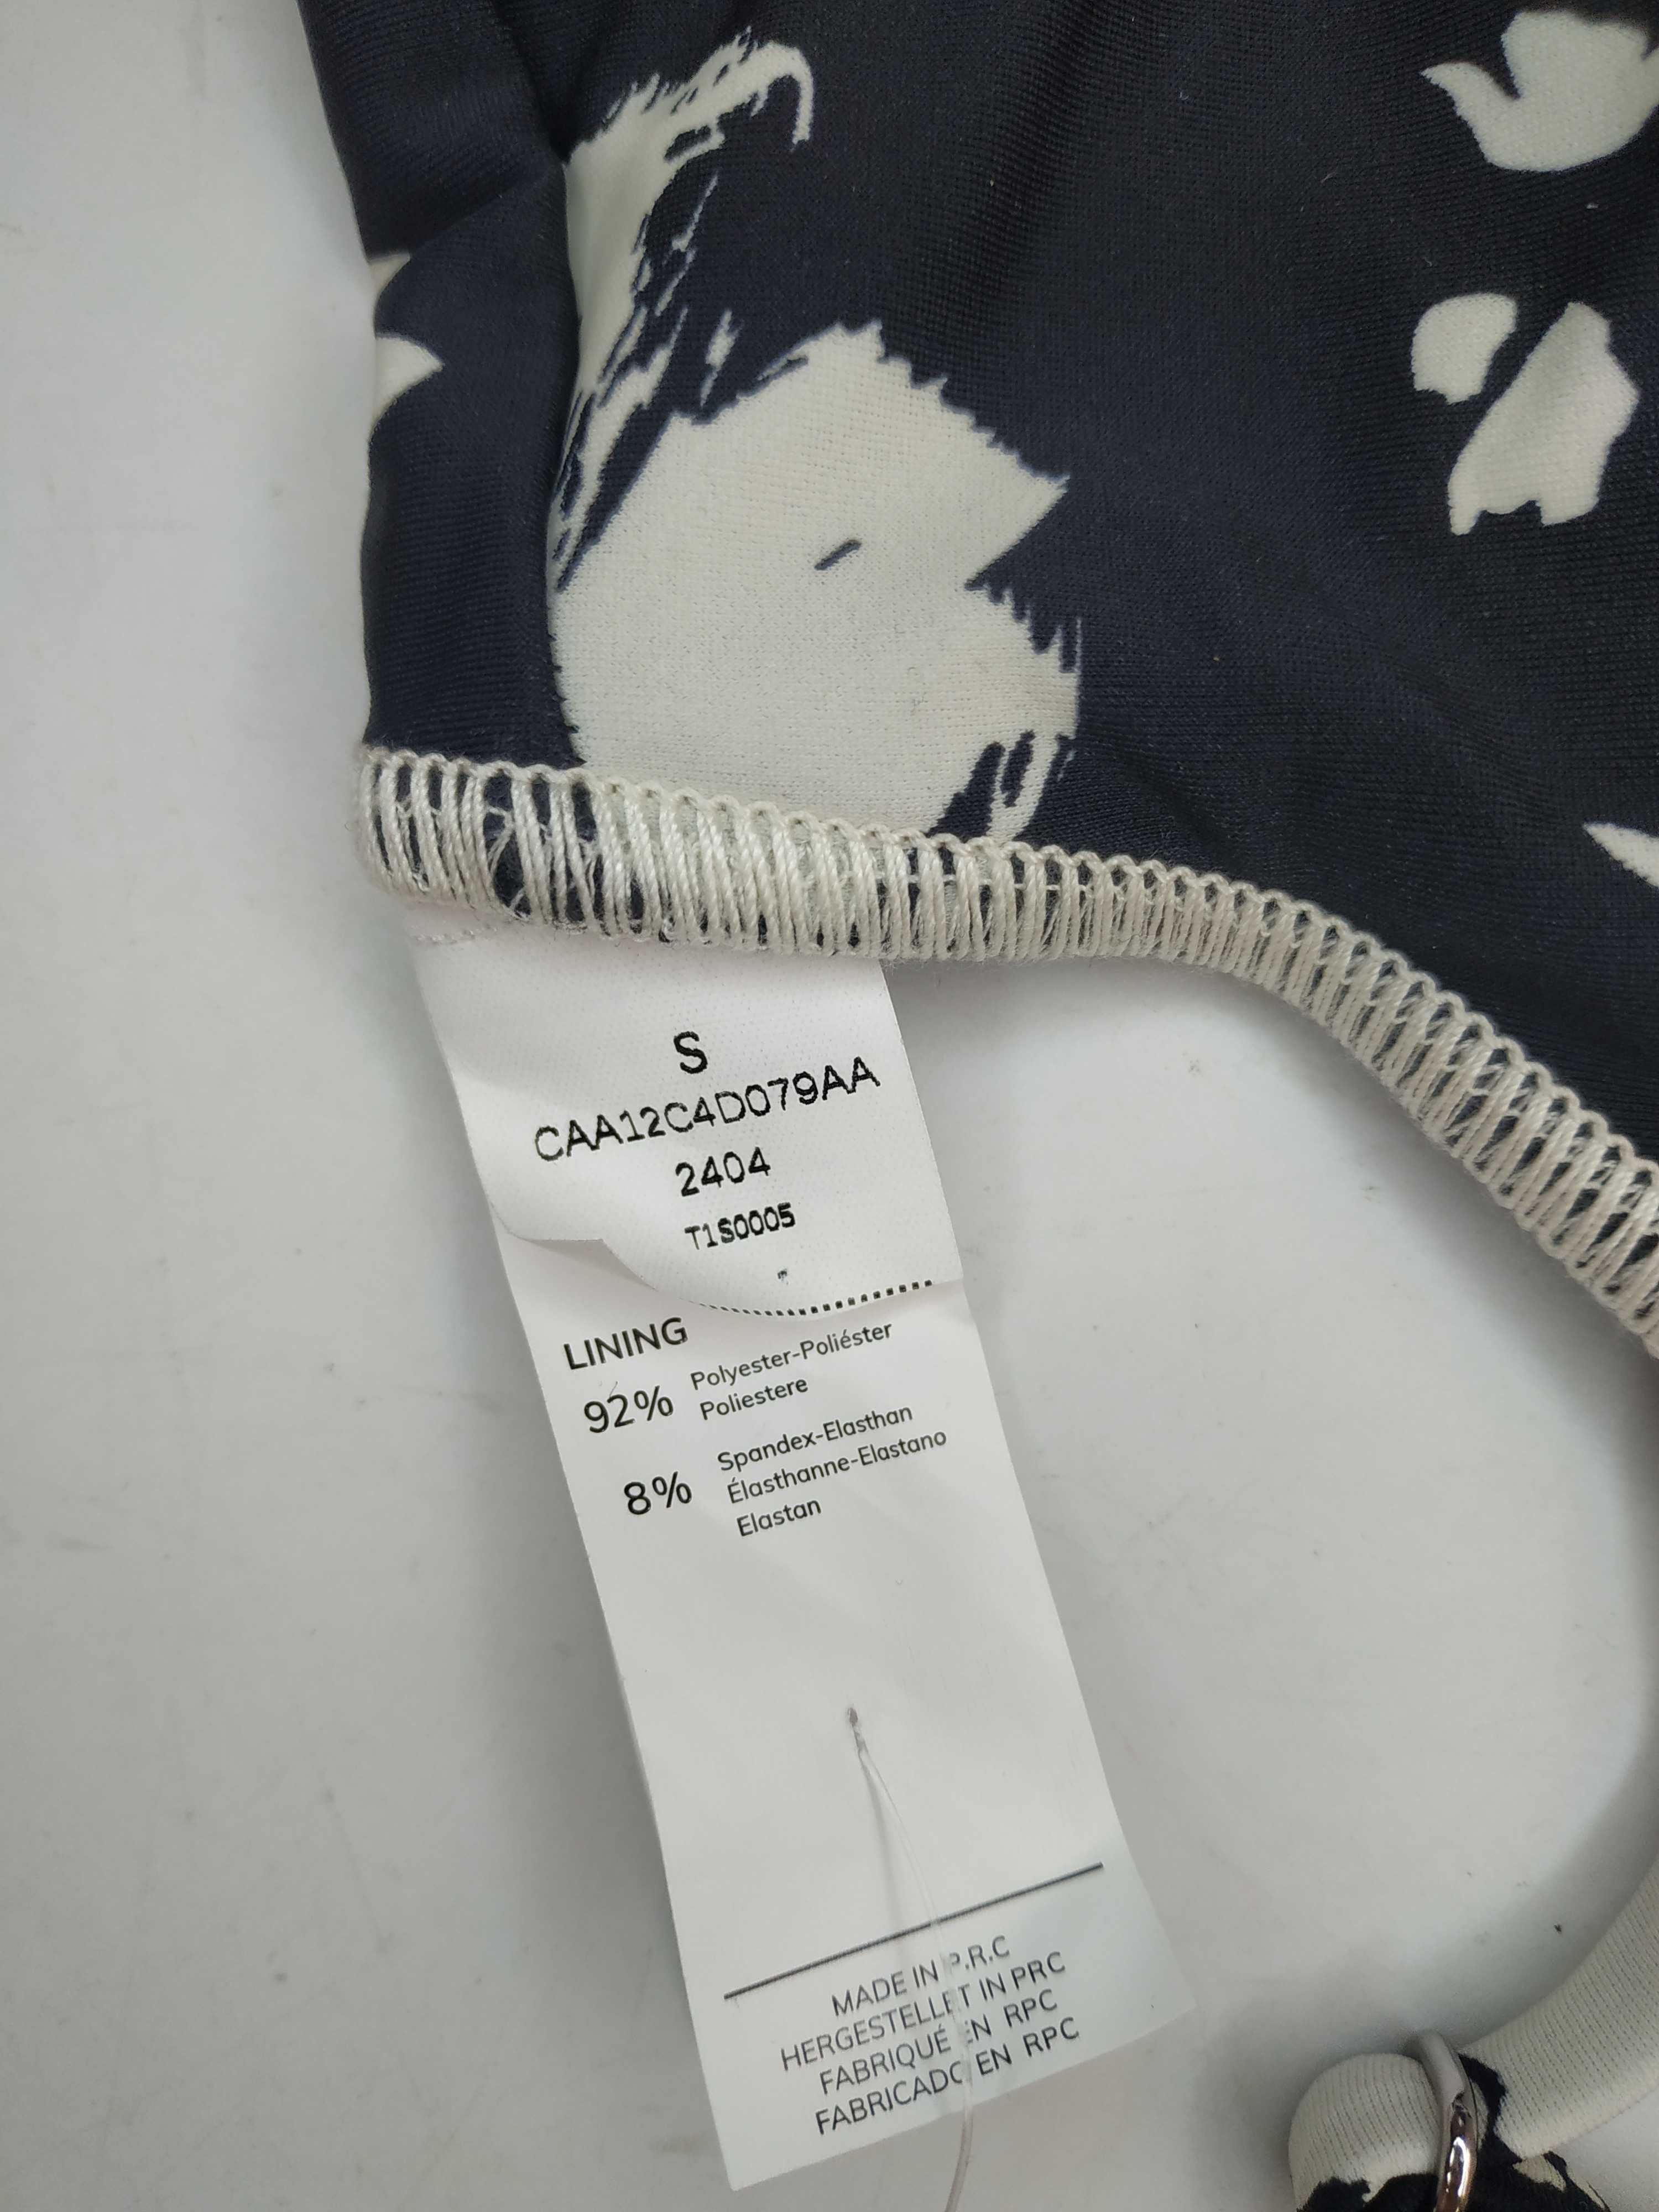 S
CAA12C4D079AA
2404
T1S0005
LINING
92% Polyester-Poliéster
Poliestere
8% Spandex-Elasthan
Élasthanne-Elastano
Elastan
MADE IN P.R.C
HERGESTELLET IN PRC
FABRIQUÉ EN RPC
FABRICADO EN RPC